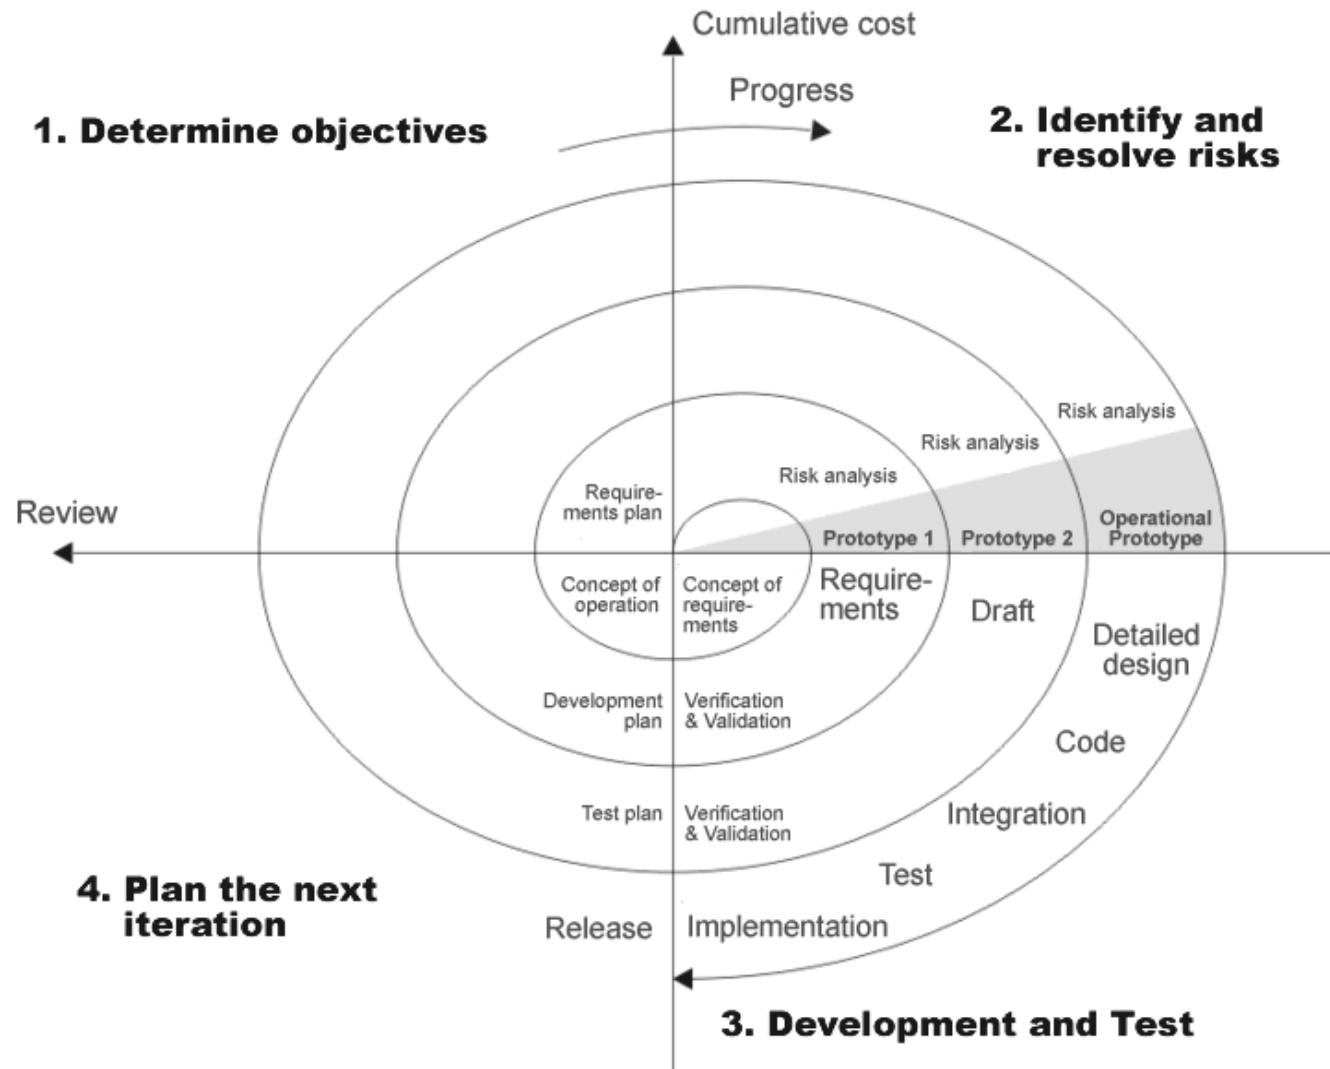 Cumulative cost
Progress
1. Determine objectives
2. Identify and
resolve risks
Risk analysis
Risk analysis
Risk analysis
Require-
ments plan
Review
Operational
Prototype
Prototype 1
Prototype 2
Concept of
operation
Concept of
require-
ments
Require-
ments
Draft
Detailed
design
Development
plan
Verification
& Validation
Code
Test plan
Verification
& Validation
Integration
Test
4. Plan the next
iteration
Release
Implementation
3. Development and Test